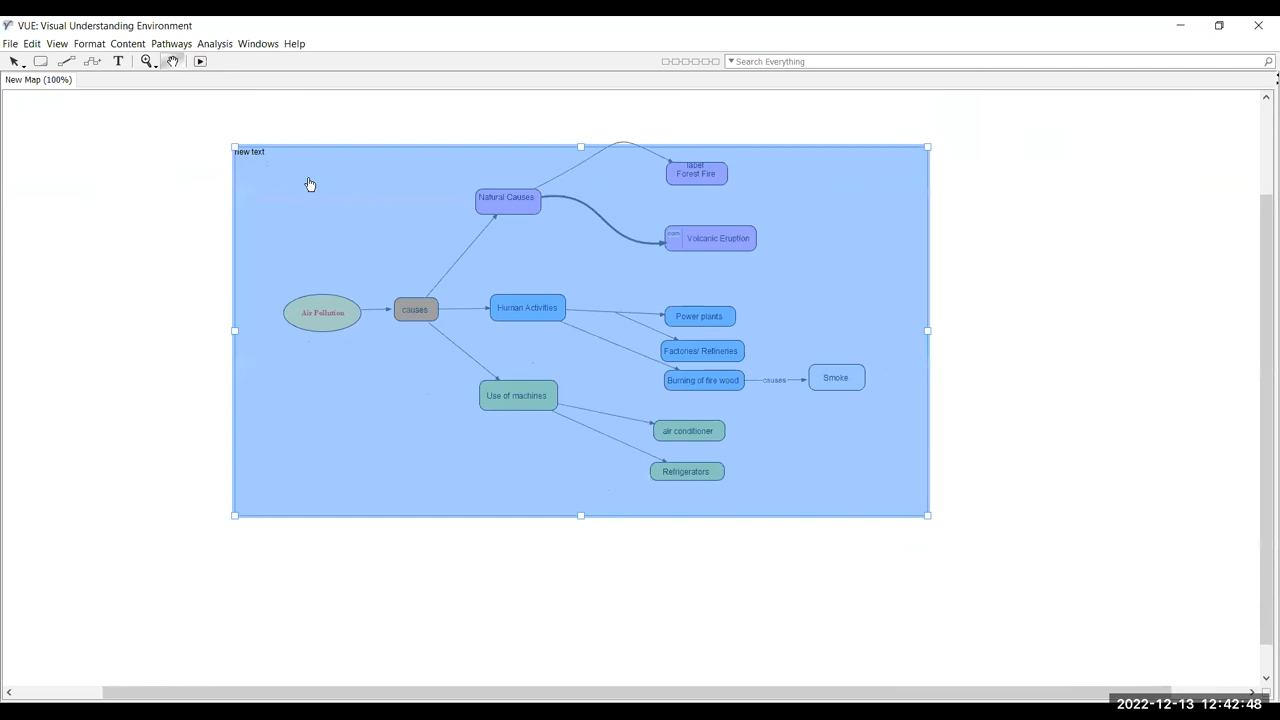 VUE: Visual Understanding Environment
File Edit View Format Content Pathways Analysis Windows Help
T
Search Everything
New Map (100%)
new text
label
Forest Fire
Natural Causes
Volcanic Eruption
Air Pollution
causes
Human Activities
Power plants
Factories/ Refineries
Burning of fire wood
causes
Smoke
Use of machines
air conditioner
Refrigerators
2022-12-13 12:42:48